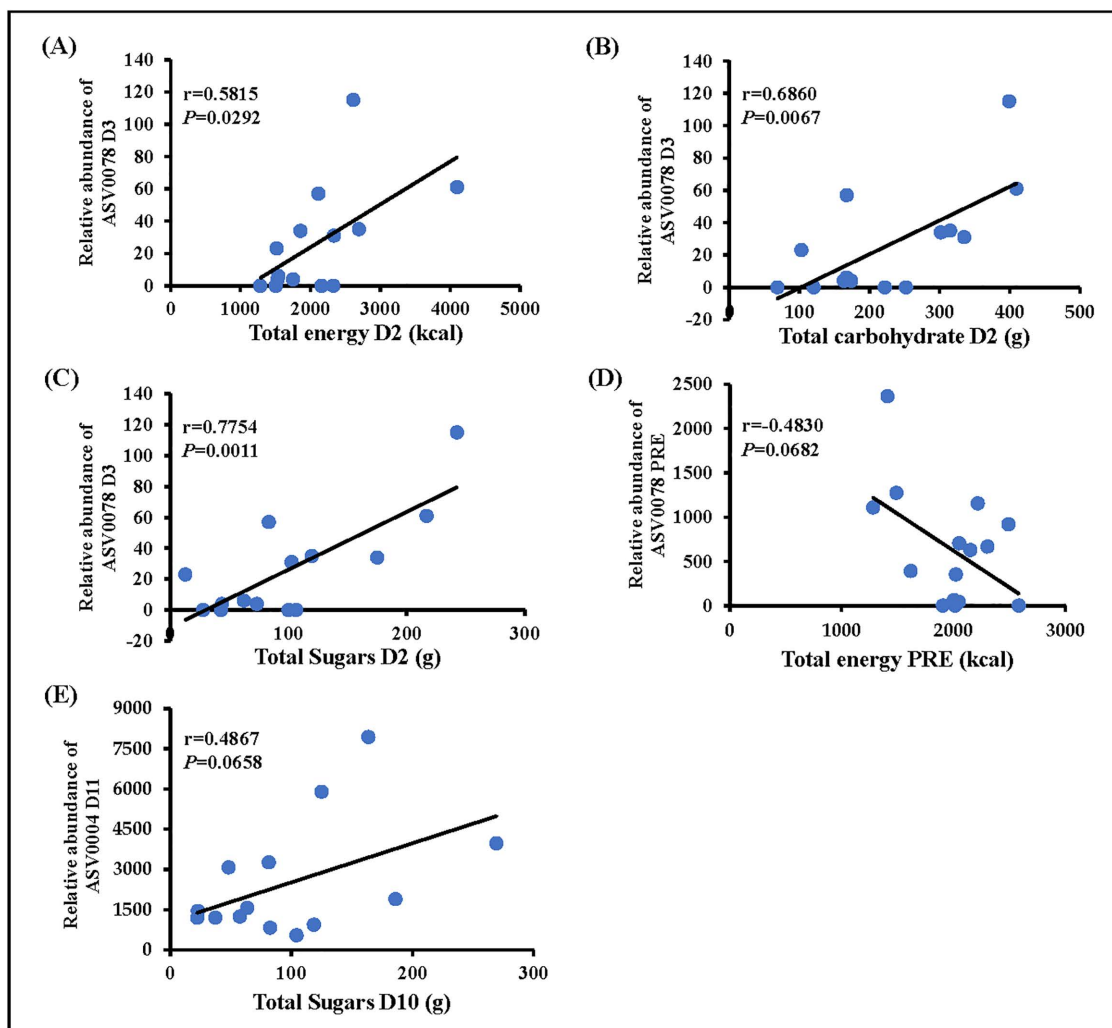 (A)
Relative abundance of
ASV0078 D3
140
120
100
80
60
40
20
0
r=0.5815
P=0.0292
0
1000
2000
3000
4000
5000
Total energy D2 (kcal)
(B)
Relative abundance of
ASV0078 D3
140
120
100
80
60
40
20
0
-20
r=0.6860
P=0.0067
0
100
200
300
400
500
Total carbohydrate D2 (g)
(C)
Relative abundance of
ASV0078 D3
140
120
100
80
60
40
20
0
-20
r=0.7754
P=0.0011
0
100
200
300
Total Sugars D2 (g)
(D)
Relative abundance of
ASV0078 PRE
2500
2000
1500
1000
500
0
r=-0.4830
P=0.0682
0
1000
2000
3000
Total energy PRE (kcal)
(E)
Relative abundance of
ASV0004 D11
9000
7500
6000
4500
3000
1500
0
r=0.4867
P=0.0658
0
100
200
300
Total Sugars D10 (g)